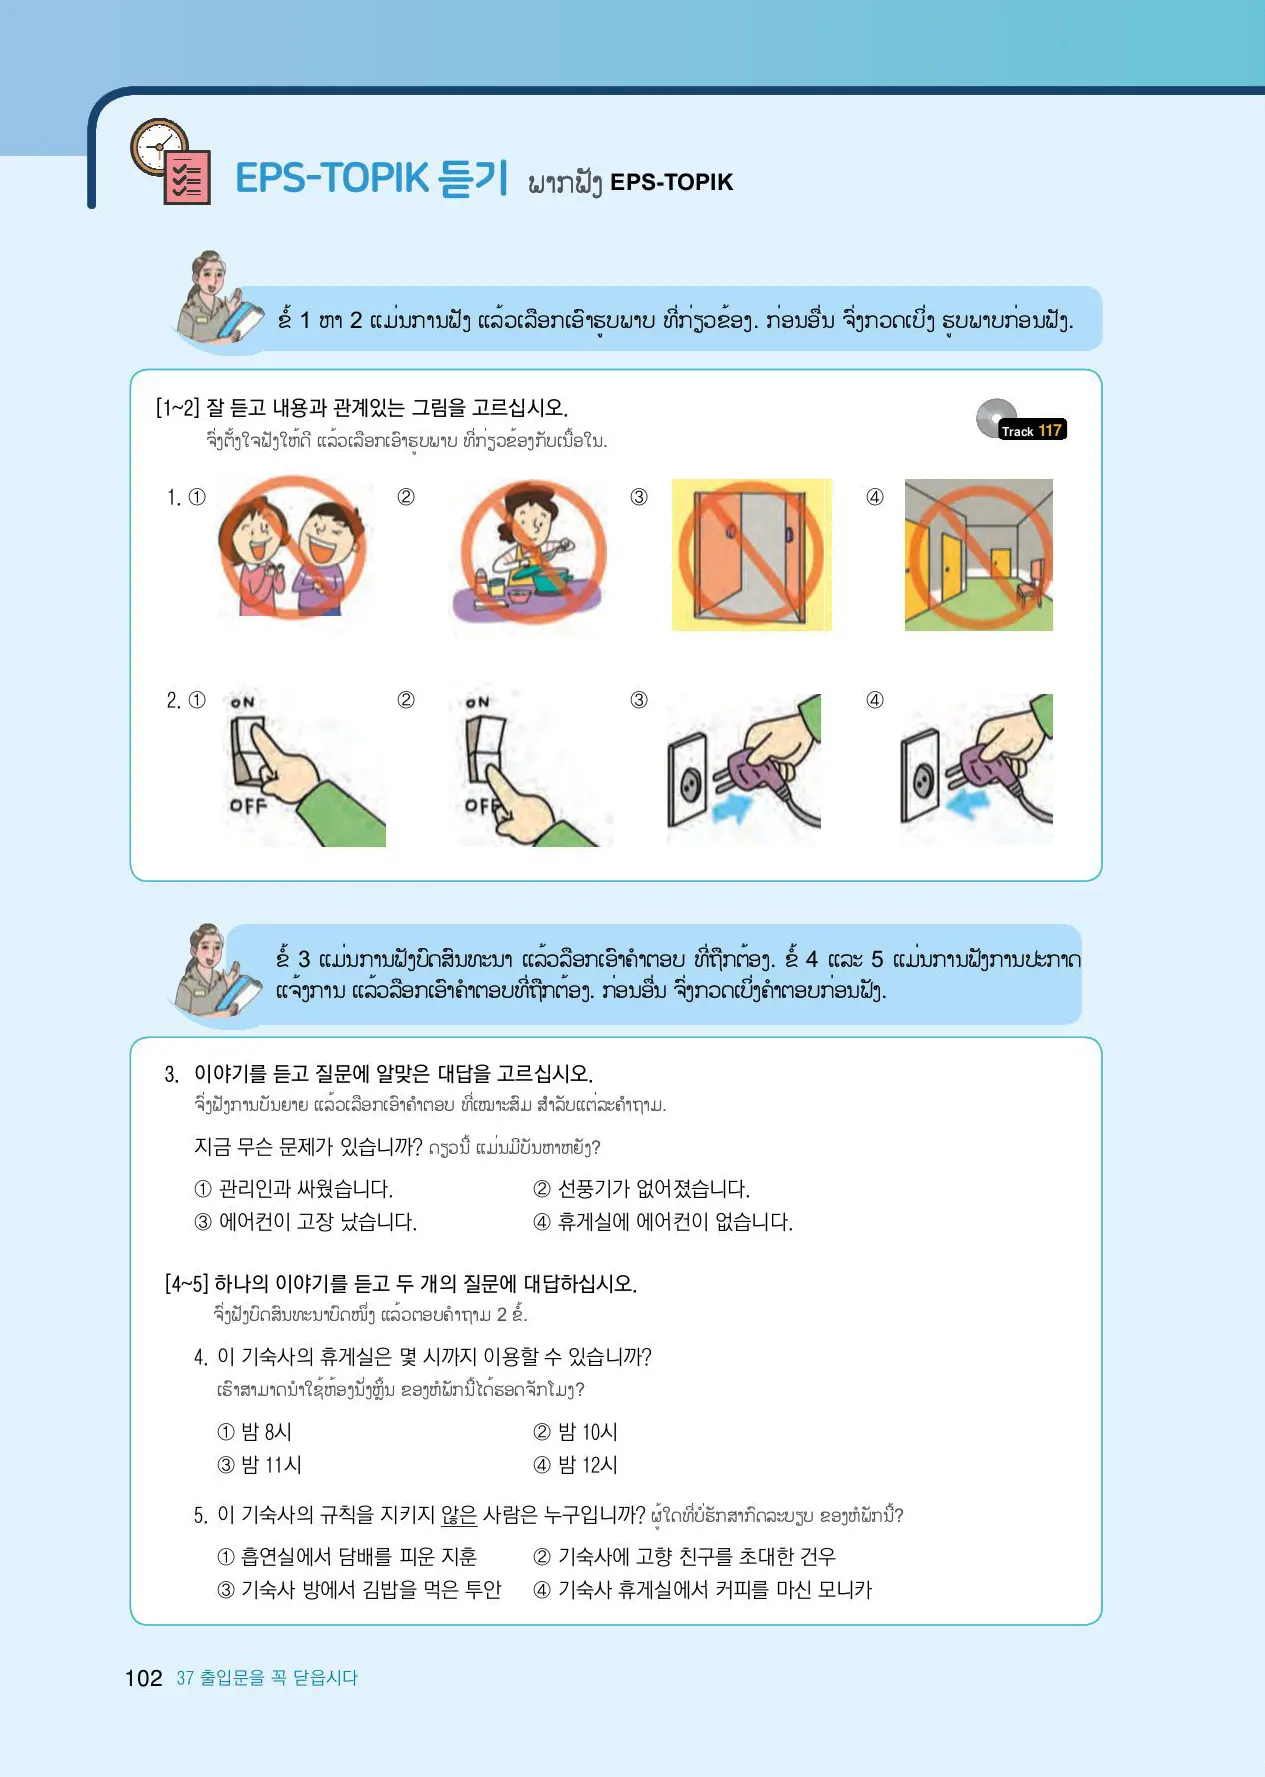 EPS-TOPIK 듣기 ພາກຟັງ EPS-TOPIK
ຂໍ້ 1 ຫາ 2 ແມ່ນການຟັງ ແລ້ວເລືອກເອົາຮູບພາບ ທີ່ກ່ຽວຂ້ອງ. ກ່ອນອື່ນ ຈົ່ງກວດເບິ່ງ ຮູບພາບກ່ອນຟັງ.
[1~2] 잘 듣고 내용과 관계있는 그림을 고르십시오.
Track 117
ຈົ່ງຕັ້ງໃຈຟັງໃຫ້ດີ ແລ້ວເລືອກເອົາຮູບພາບ ທີ່ກ່ຽວຂ້ອງກັບເນື້ອໃນ.
1. ① ② ③ ④
2. ① ② ③ ④
ON ON
OFF OFF
ຂໍ້ 3 ແມ່ນການຟັງບົດສົນທະນາ ແລ້ວລືອກເອົາຄຳຕອບ ທີ່ຖືກຕ້ອງ. ຂໍ້ 4 ແລະ 5 ແມ່ນການຟັງການປະກາດ
ແຈ້ງການ ແລ້ວລືອກເອົາຄຳຕອບທີ່ຖືກຕ້ອງ. ກ່ອນອື່ນ ຈົ່ງກວດເບິ່ງຄຳຕອບກ່ອນຟັງ.
3. 이야기를 듣고 질문에 알맞은 대답을 고르십시오.
ຈົ່ງຟັງການບັນຍາຍ ແລ້ວເລືອກເອົາຄຳຕອບ ທີ່ເໝາະສົມ ສຳລັບແຕ່ລະຄຳຖາມ.
지금 무슨 문제가 있습니까? ດຽວນີ້ ແມ່ນມີບັນຫາຫຍັງ?
① 관리인과 싸웠습니다. ② 선풍기가 없어졌습니다.
③ 에어컨이 고장 났습니다. ④ 휴게실에 에어컨이 없습니다.
[4~5] 하나의 이야기를 듣고 두 개의 질문에 대답하십시오.
ຈົ່ງຟັງບົດສົນທະນາບົດໜຶ່ງ ແລ້ວຕອບຄຳຖາມ 2 ຂໍ້.
4. 이 기숙사의 휴게실은 몇 시까지 이용할 수 있습니까?
ເຮົາສາມາດນຳໃຊ້ຫ້ອງນັ່ງຫຼິ້ນ ຂອງຫໍພັກນີ້ໄດ້ຮອດຈັກໂມງ?
① 밤 8시 ② 밤 10시
③ 밤 11시 ④ 밤 12시
5. 이 기숙사의 규칙을 지키지 않은 사람은 누구입니까? ຜູ້ໃດທີ່ບໍ່ຮັກສາກົດລະບຽບ ຂອງຫໍພັກນີ້?
① 흡연실에서 담배를 피운 지훈 ② 기숙사에 고향 친구를 초대한 건우
③ 기숙사 방에서 김밥을 먹은 투안 ④ 기숙사 휴게실에서 커피를 마신 모니카
102 37 출입문을 꼭 닫읍시다